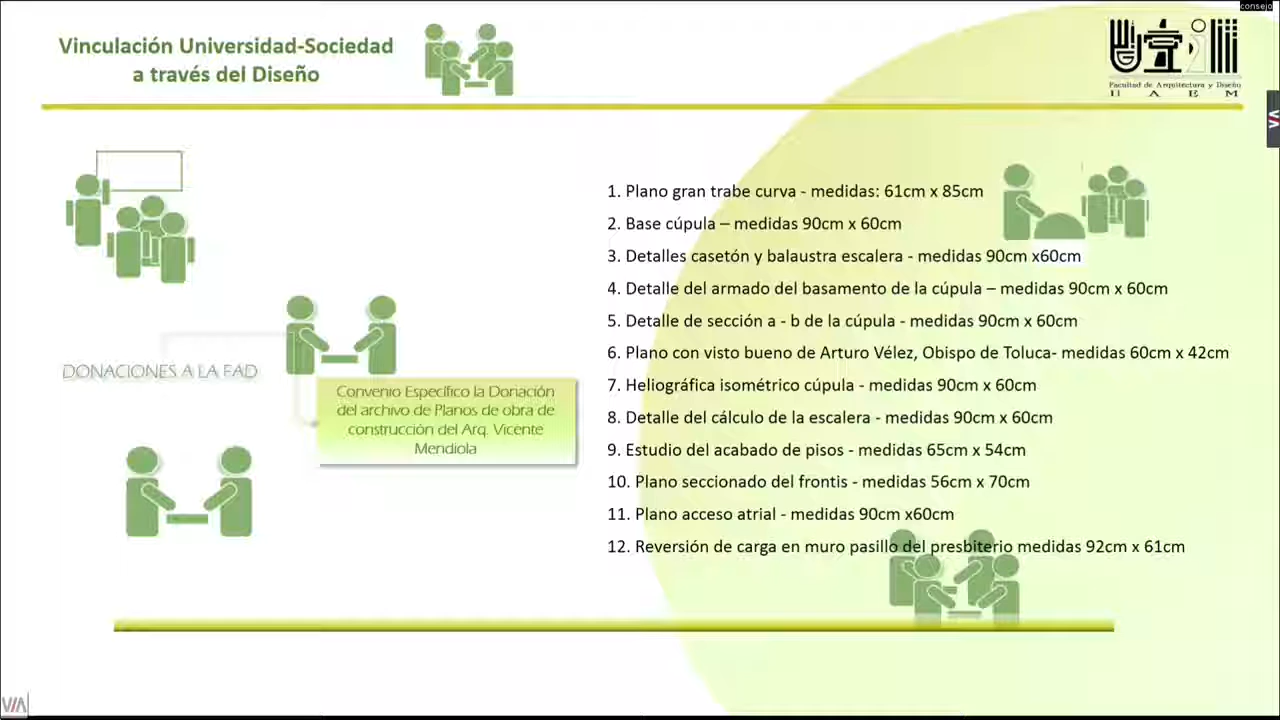 consejo
Vinculación Universidad-Sociedad
a través del Diseño
Facultad de Arquitectura y Diseño
U A E M
1. Plano gran trabe curva - medidas: 61cm x 85cm
2. Base cúpula – medidas 90cm x 60cm
3. Detalles casetón y balaustra escalera - medidas 90cm x60cm
4. Detalle del armado del basamento de la cúpula – medidas 90cm x 60cm
5. Detalle de sección a - b de la cúpula - medidas 90cm x 60cm
6. Plano con visto bueno de Arturo Vélez, Obispo de Toluca- medidas 60cm x 42cm
7. Heliográfica isométrico cúpula - medidas 90cm x 60cm
8. Detalle del cálculo de la escalera - medidas 90cm x 60cm
9. Estudio del acabado de pisos - medidas 65cm x 54cm
10. Plano seccionado del frontis - medidas 56cm x 70cm
11. Plano acceso atrial - medidas 90cm x60cm
12. Reversión de carga en muro pasillo del presbiterio medidas 92cm x 61cm
DONACIONES A LA FAD
Convenio Específico la Donación
del archivo de Planos de obra de
construcción del Arq. Vicente
Mendiola
VIA